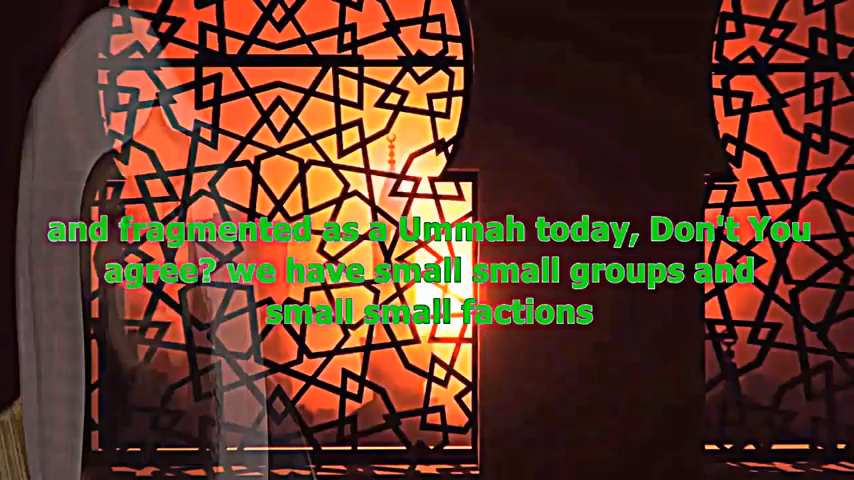 and fragmented as a Ummah today, Don't You
agree? we have small small groups and
small small factions